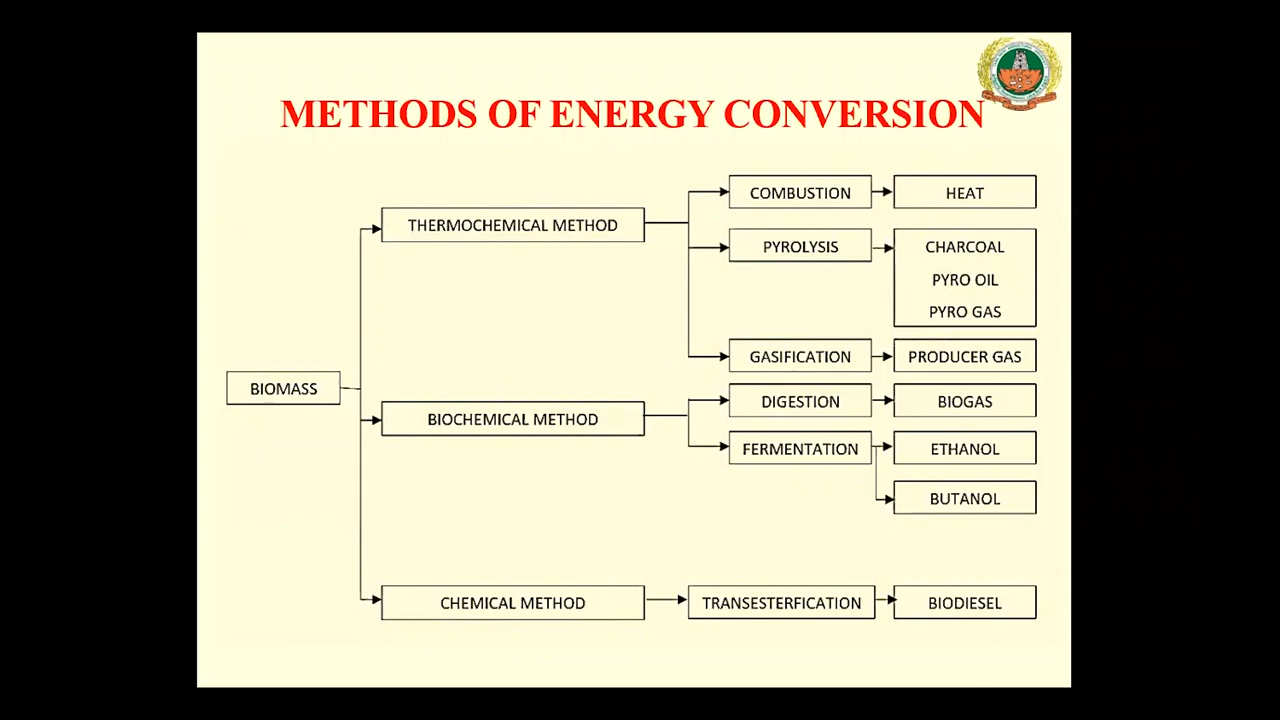 METHODS OF ENERGY CONVERSION
COMBUSTION
HEAT
THERMOCHEMICAL METHOD
PYROLYSIS
CHARCOAL
PYRO OIL
PYRO GAS
GASIFICATION
PRODUCER GAS
BIOMASS
DIGESTION
BIOGAS
BIOCHEMICAL METHOD
FERMENTATION
ETHANOL
BUTANOL
CHEMICAL METHOD
TRANSESTERFICATION
BIODIESEL